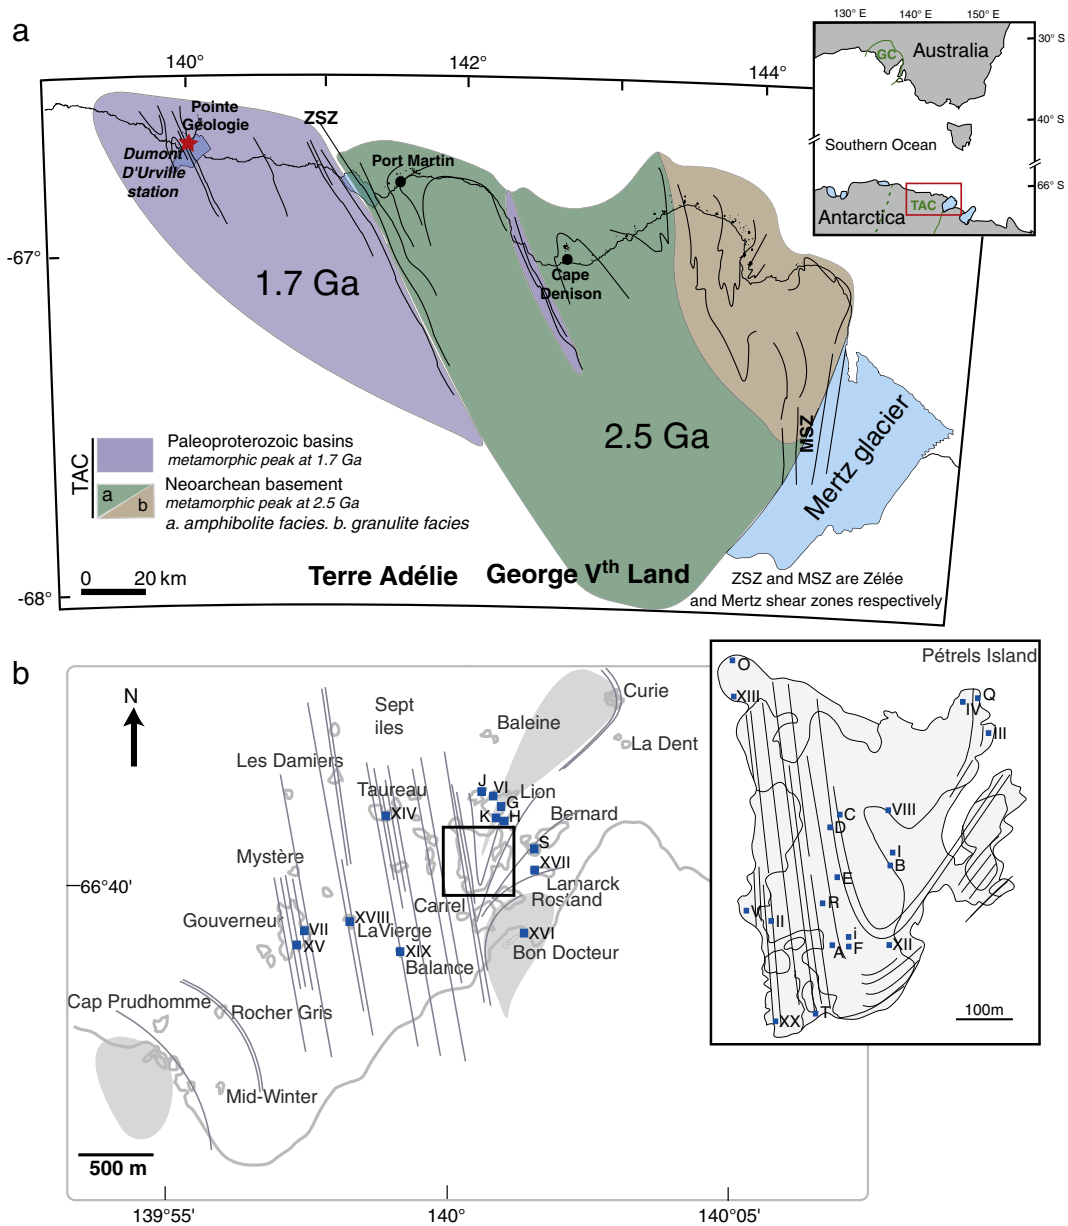 a
140°
142°
144°
-67°
-68°
Pointe
Géologie
Dumont
D'Urville
station
ZSZ
Port Martin
Cape
Denison
1.7 Ga
2.5 Ga
MSZ
Mertz glacier
TAC
Paleoproterozoic basins
metamorphic peak at 1.7 Ga
a
b
Neoarchean basement
metamorphic peak at 2.5 Ga
a. amphibolite facies. b. granulite facies
0 20 km
Terre Adélie
George Vth Land
ZSZ and MSZ are Zélée
and Mertz shear zones respectively
130° E 140° E 150° E
30° S
40° S
66° S
GC
Australia
Southern Ocean
TAC
Antarctica
b
N
Sept
iles
Curie
Baleine
La Dent
Les Damiers
Taureau
XIV
J
VI
Lion
G
K
H
Bernard
S
XVII
Lamarck
Rostand
Mystère
66°40'
Carrel
Gouverneur
VII
XV
XVIII
LaVierge
XIX
Balance
XVI
Bon Docteur
Cap Prudhomme
Rocher Gris
Mid-Winter
500 m
139°55'
140°
140°05'
Pétrels Island
O
XIII
Q
IV
III
C
D
VIII
I
B
E
R
V
II
i
A
F
XII
T
XX
100m